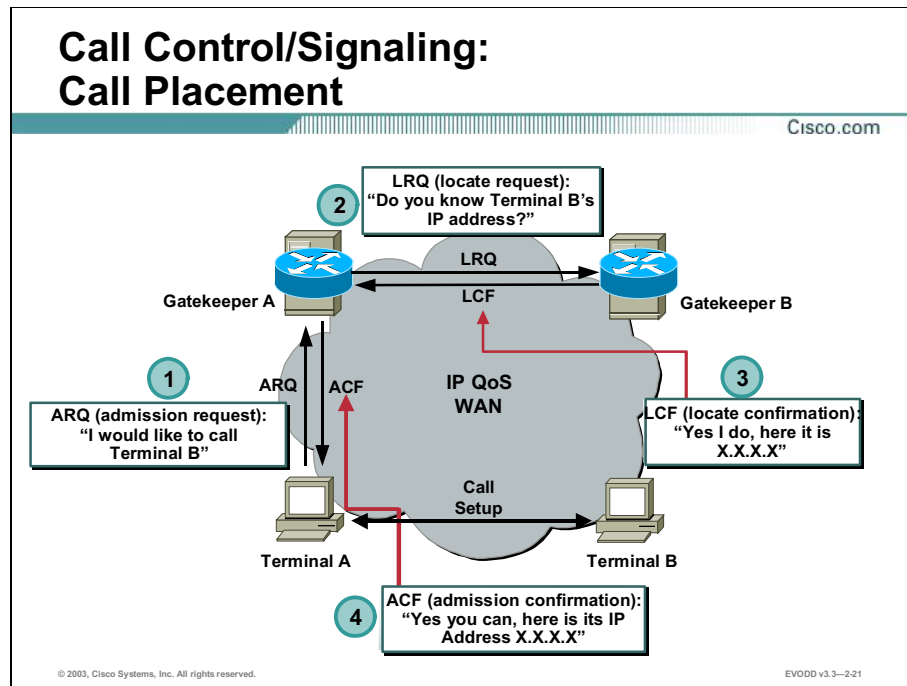 Call Control/Signaling:
Call Placement
Cisco.com
2
LRQ (locate request):
“Do you know Terminal B’s
IP address?”
LRQ
LCF
Gatekeeper A
Gatekeeper B
1
ARQ (admission request):
“I would like to call
Terminal B”
ARQ
ACF
IP QoS
WAN
3
LCF (locate confirmation):
“Yes I do, here it is
X.X.X.X”
Call
Setup
Terminal A
Terminal B
4
ACF (admission confirmation):
“Yes you can, here is its IP
Address X.X.X.X”
© 2003, Cisco Systems, Inc. All rights reserved.
EVODD v3.3—2-21